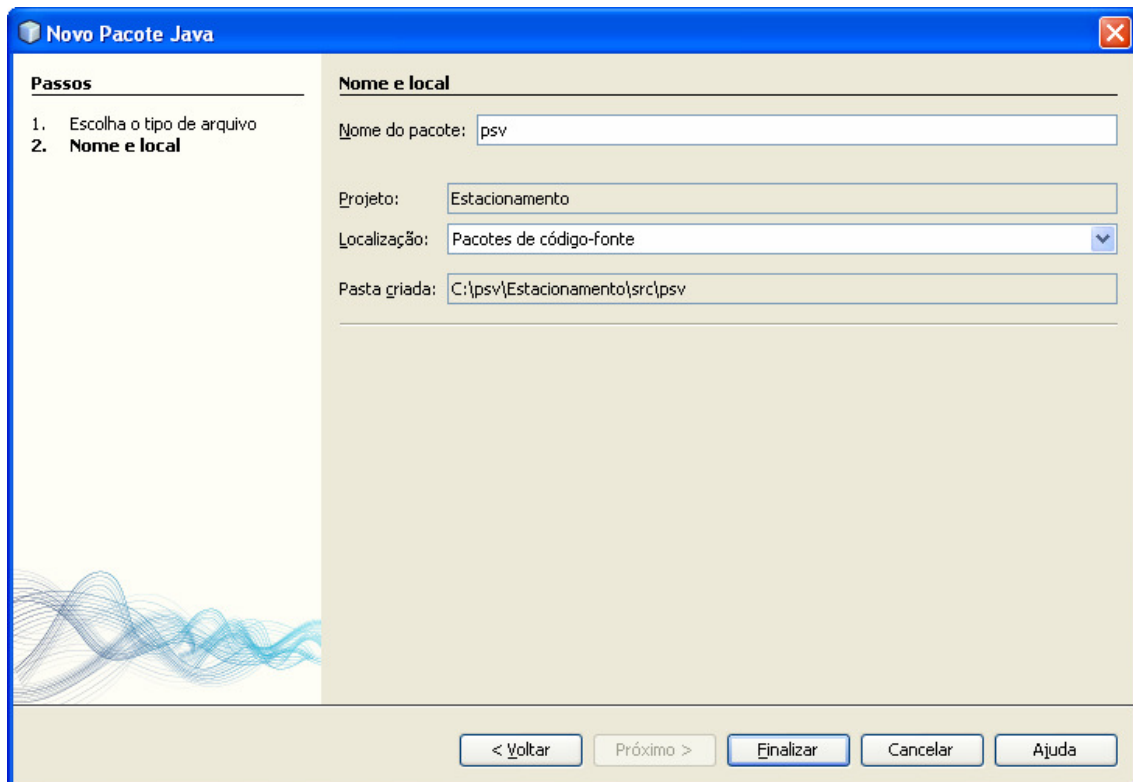 Novo Pacote Java
Passos
1. Escolha o tipo de arquivo
2. Nome e local
Nome e local
Nome do pacote: psv
Projeto: Estacionamento
Localização: Pacotes de código-fonte
Pasta criada: C:\psv\Estacionamento\src\psv
< Voltar Próximo > Finalizar Cancelar Ajuda